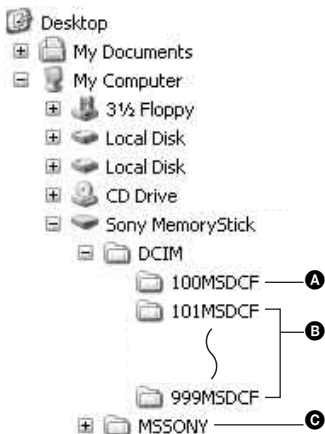 Desktop
My Documents
My Computer
3½ Floppy
Local Disk
Local Disk
CD Drive
Sony MemoryStick
DCIM
100MSDCF A
101MSDCF
B
999MSDCF
MSSONY C